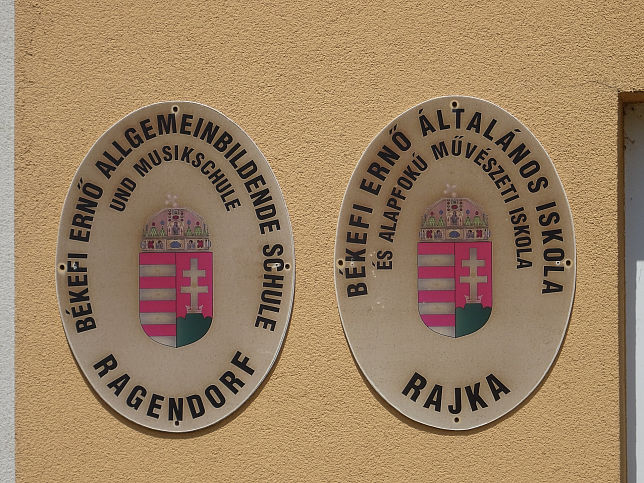 BÉKEFI ERNŐ ALLGEMEINBILDENDE SCHULE
UND MUSIKSCHULE
RAGENDORF
BÉKEFI ERNŐ ÁLTALÁNOS ISKOLA
ÉS ALAPFOKÚ MŰVÉSZETI ISKOLA
RAJKA